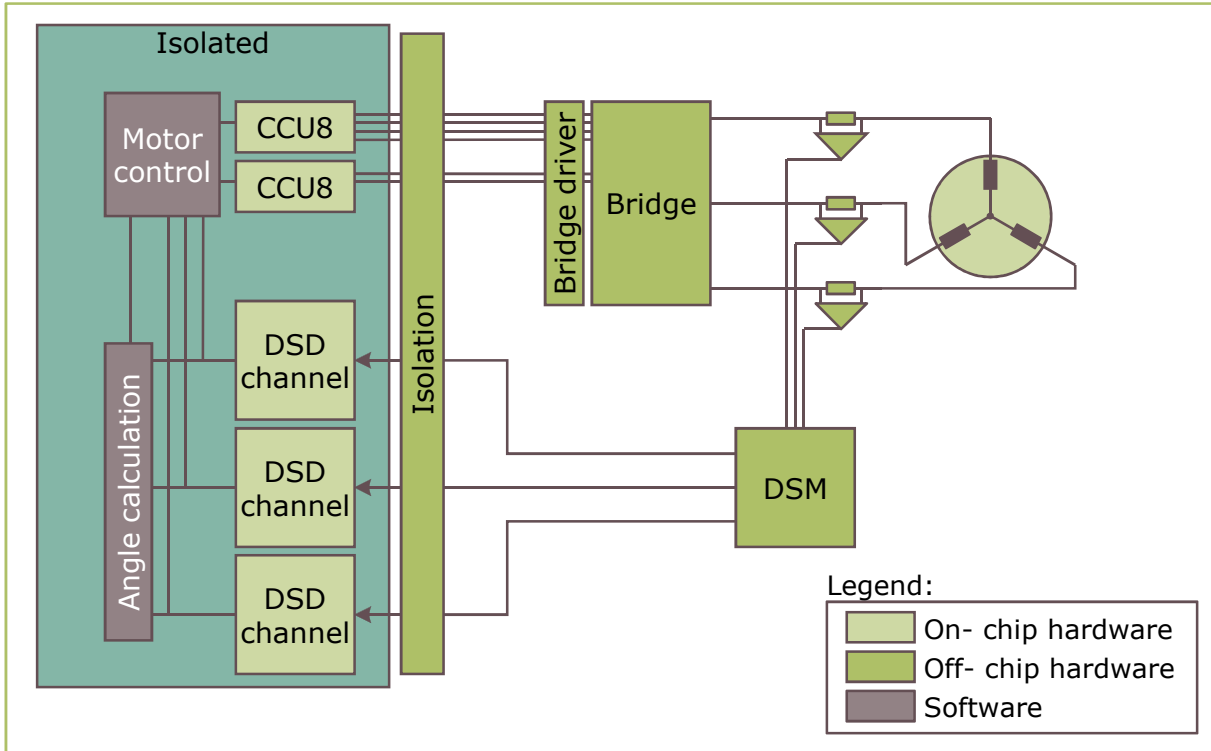 Isolated
Motor
control
CCU8
CCU8
Bridge driver
Bridge
Isolation
Angle calculation
DSD
channel
DSD
channel
DSD
channel
DSM
Legend:
On- chip hardware
Off- chip hardware
Software